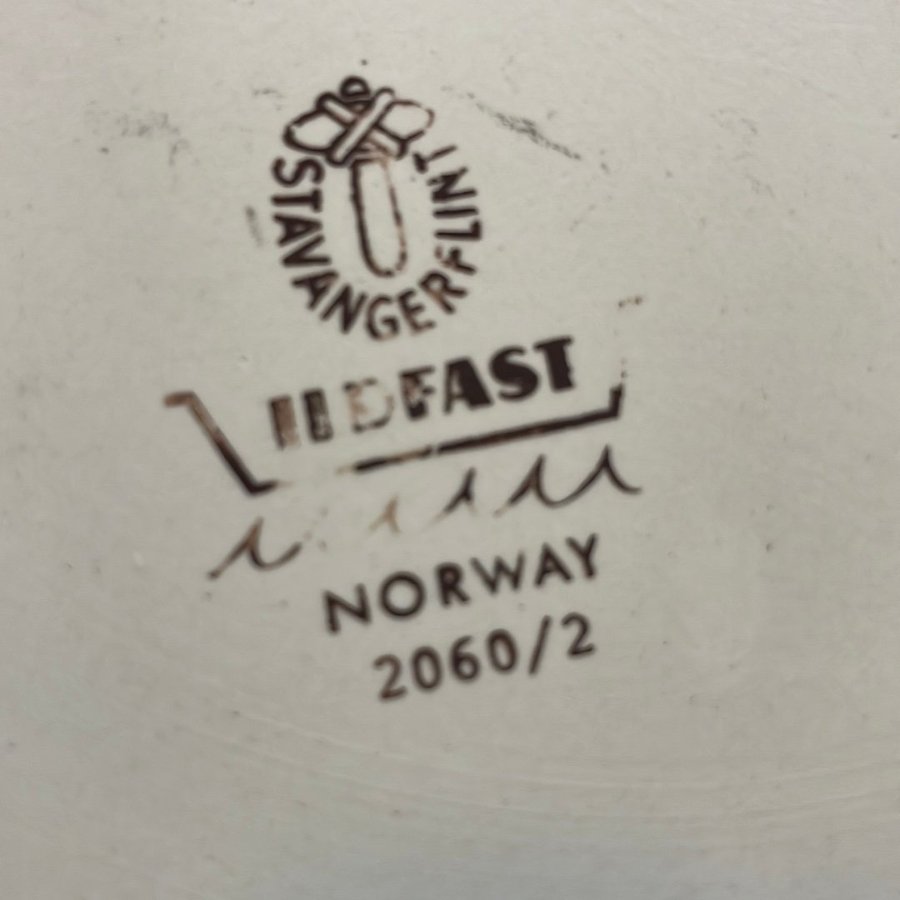 STAVANGERFLINT
ILDFAST
NORWAY
2060/2